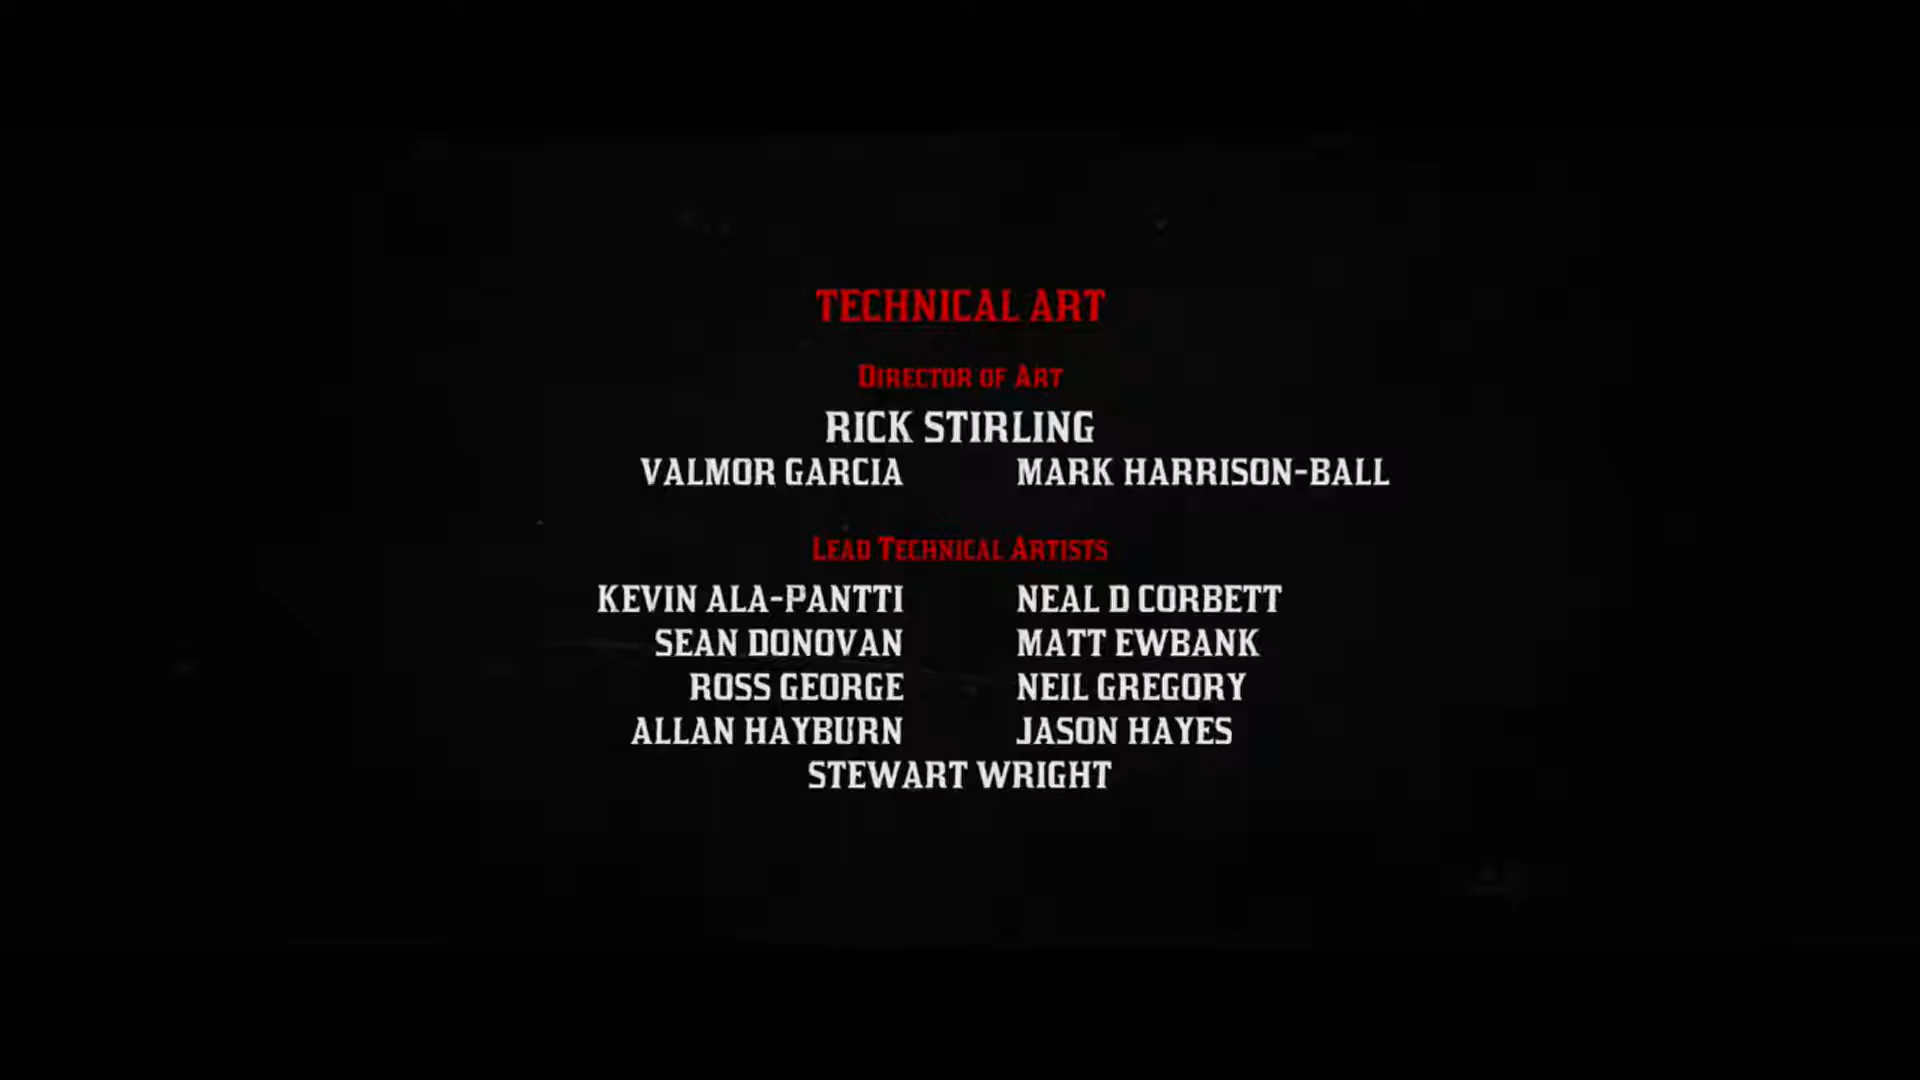 TECHNICAL ART
DIRECTOR OF ART
RICK STIRLING
VALMOR GARCIA MARK HARRISON-BALL
LEAD TECHNICAL ARTISTS
KEVIN ALA-PANTTI NEAL D CORBETT
SEAN DONOVAN MATT EWBANK
ROSS GEORGE NEIL GREGORY
ALLAN HAYBURN JASON HAYES
STEWART WRIGHT